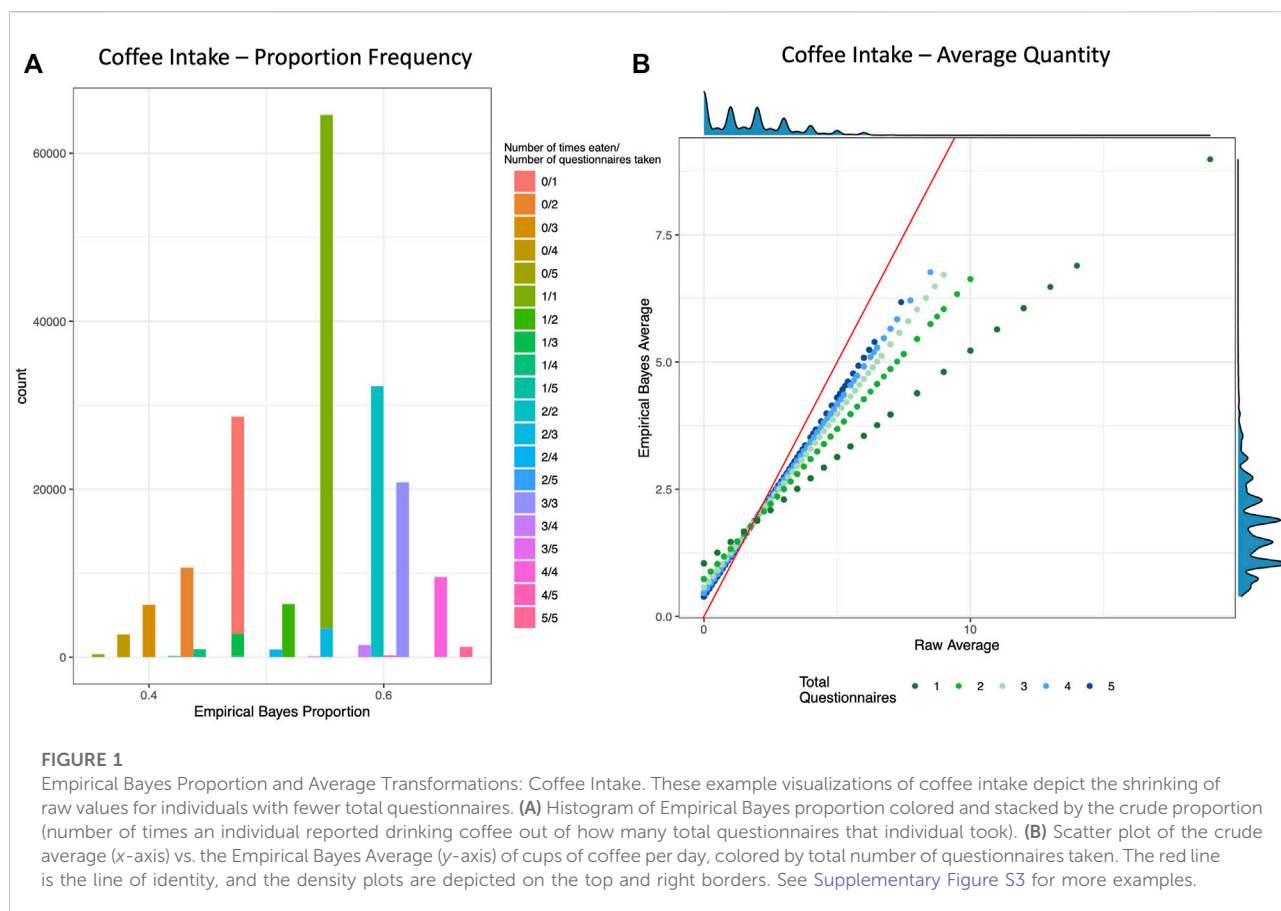 A
Coffee Intake – Proportion Frequency
60000
40000
20000
0
count
0.4
0.6
Empirical Bayes Proportion
Number of times eaten/
Number of questionnaires taken
0/1
0/2
0/3
0/4
0/5
1/1
1/2
1/3
1/4
1/5
2/2
2/3
2/4
2/5
3/3
3/4
3/5
4/4
4/5
5/5
B
Coffee Intake – Average Quantity
7.5
5.0
2.5
0.0
Empirical Bayes Average
0
10
Raw Average
Total
Questionnaires
1
2
3
4
5
FIGURE 1
Empirical Bayes Proportion and Average Transformations: Coffee Intake. These example visualizations of coffee intake depict the shrinking of
raw values for individuals with fewer total questionnaires. (A) Histogram of Empirical Bayes proportion colored and stacked by the crude proportion
(number of times an individual reported drinking coffee out of how many total questionnaires that individual took). (B) Scatter plot of the crude
average (x-axis) vs. the Empirical Bayes Average (y-axis) of cups of coffee per day, colored by total number of questionnaires taken. The red line
is the line of identity, and the density plots are depicted on the top and right borders. See Supplementary Figure S3 for more examples.